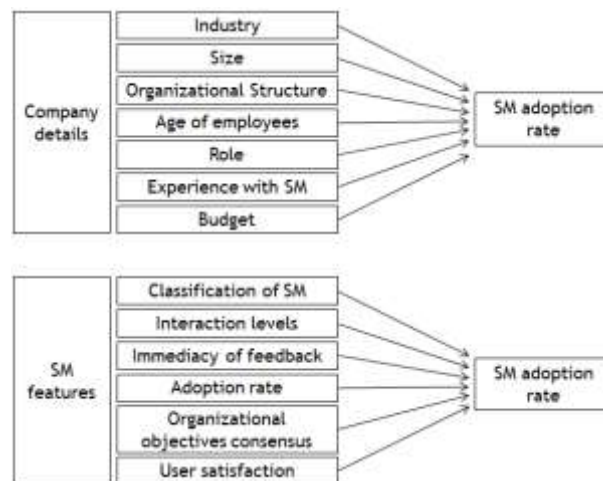 Industry
Size
Organizational Structure
Company
details
Age of employees
Role
Experience with SM
Budget
SM adoption
rate
Classification of SM
Interaction levels
Immediacy of feedback
SM
features
Adoption rate
Organizational
objectives consensus
User satisfaction
SM adoption
rate